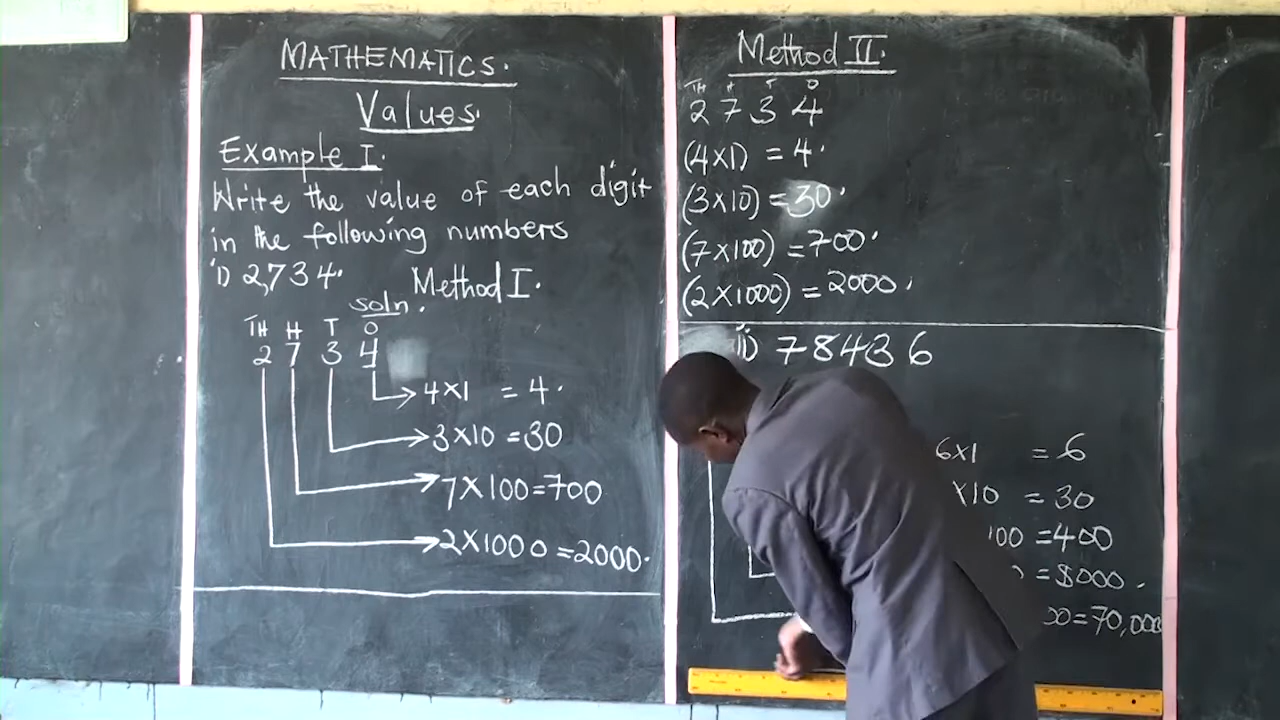 MATHEMATICS.
Values.
Example I.
Write the value of each digit
in the following numbers
i) 2,734.
Method I.
soln.
TH H T O
2 7 3 4
4x1 = 4.
3x10 = 30
7x100=700
2x1000=2000.
Method II.
TH H T O
2 7 3 4
(4x1) = 4.
(3x10) = 30.
(7x100) = 700.
(2x1000) = 2000.
ii) 78436
6x1 = 6
x10 = 30
100 = 400
= 8000.
00=70,000